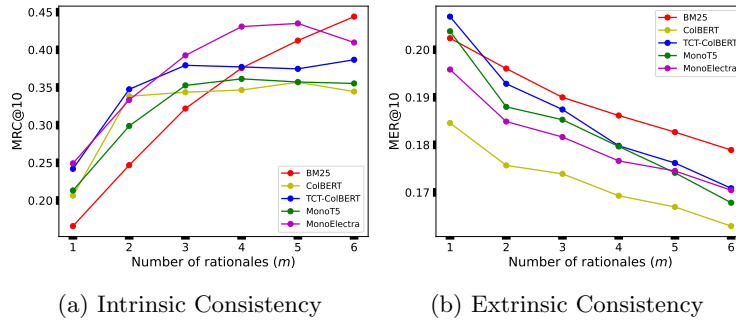 MRC@10
0.45
0.40
0.35
0.30
0.25
0.20
1 2 3 4 5 6
Number of rationales (m)
BM25
ColBERT
TCT-ColBERT
MonoT5
MonoElectra
(a) Intrinsic Consistency
MER@10
0.20
0.19
0.18
0.17
1 2 3 4 5 6
Number of rationales (m)
BM25
ColBERT
TCT-ColBERT
MonoT5
MonoElectra
(b) Extrinsic Consistency